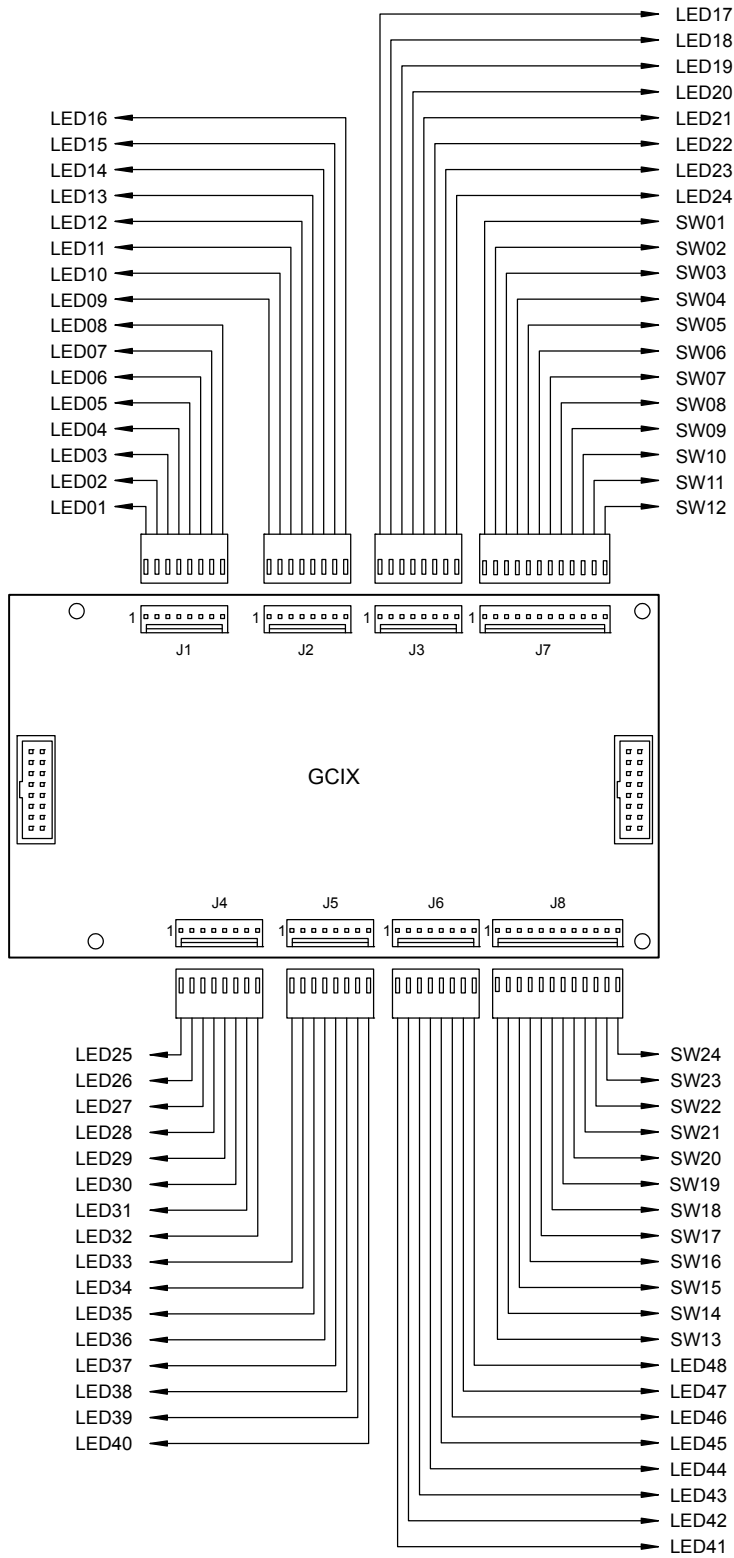 LED17
LED18
LED19
LED20
LED16 LED21
LED15 LED22
LED14 LED23
LED13 LED24
LED12 SW01
LED11 SW02
LED10 SW03
LED09 SW04
LED08 SW05
LED07 SW06
LED06 SW07
LED05 SW08
LED04 SW09
LED03 SW10
LED02 SW11
LED01 SW12
1 1 1 1
J1 J2 J3 J7
GCIX
J4 J5 J6 J8
1 1 1 1
LED25 SW24
LED26 SW23
LED27 SW22
LED28 SW21
LED29 SW20
LED30 SW19
LED31 SW18
LED32 SW17
LED33 SW16
LED34 SW15
LED35 SW14
LED36 SW13
LED37 LED48
LED38 LED47
LED39 LED46
LED40 LED45
LED44
LED43
LED42
LED41